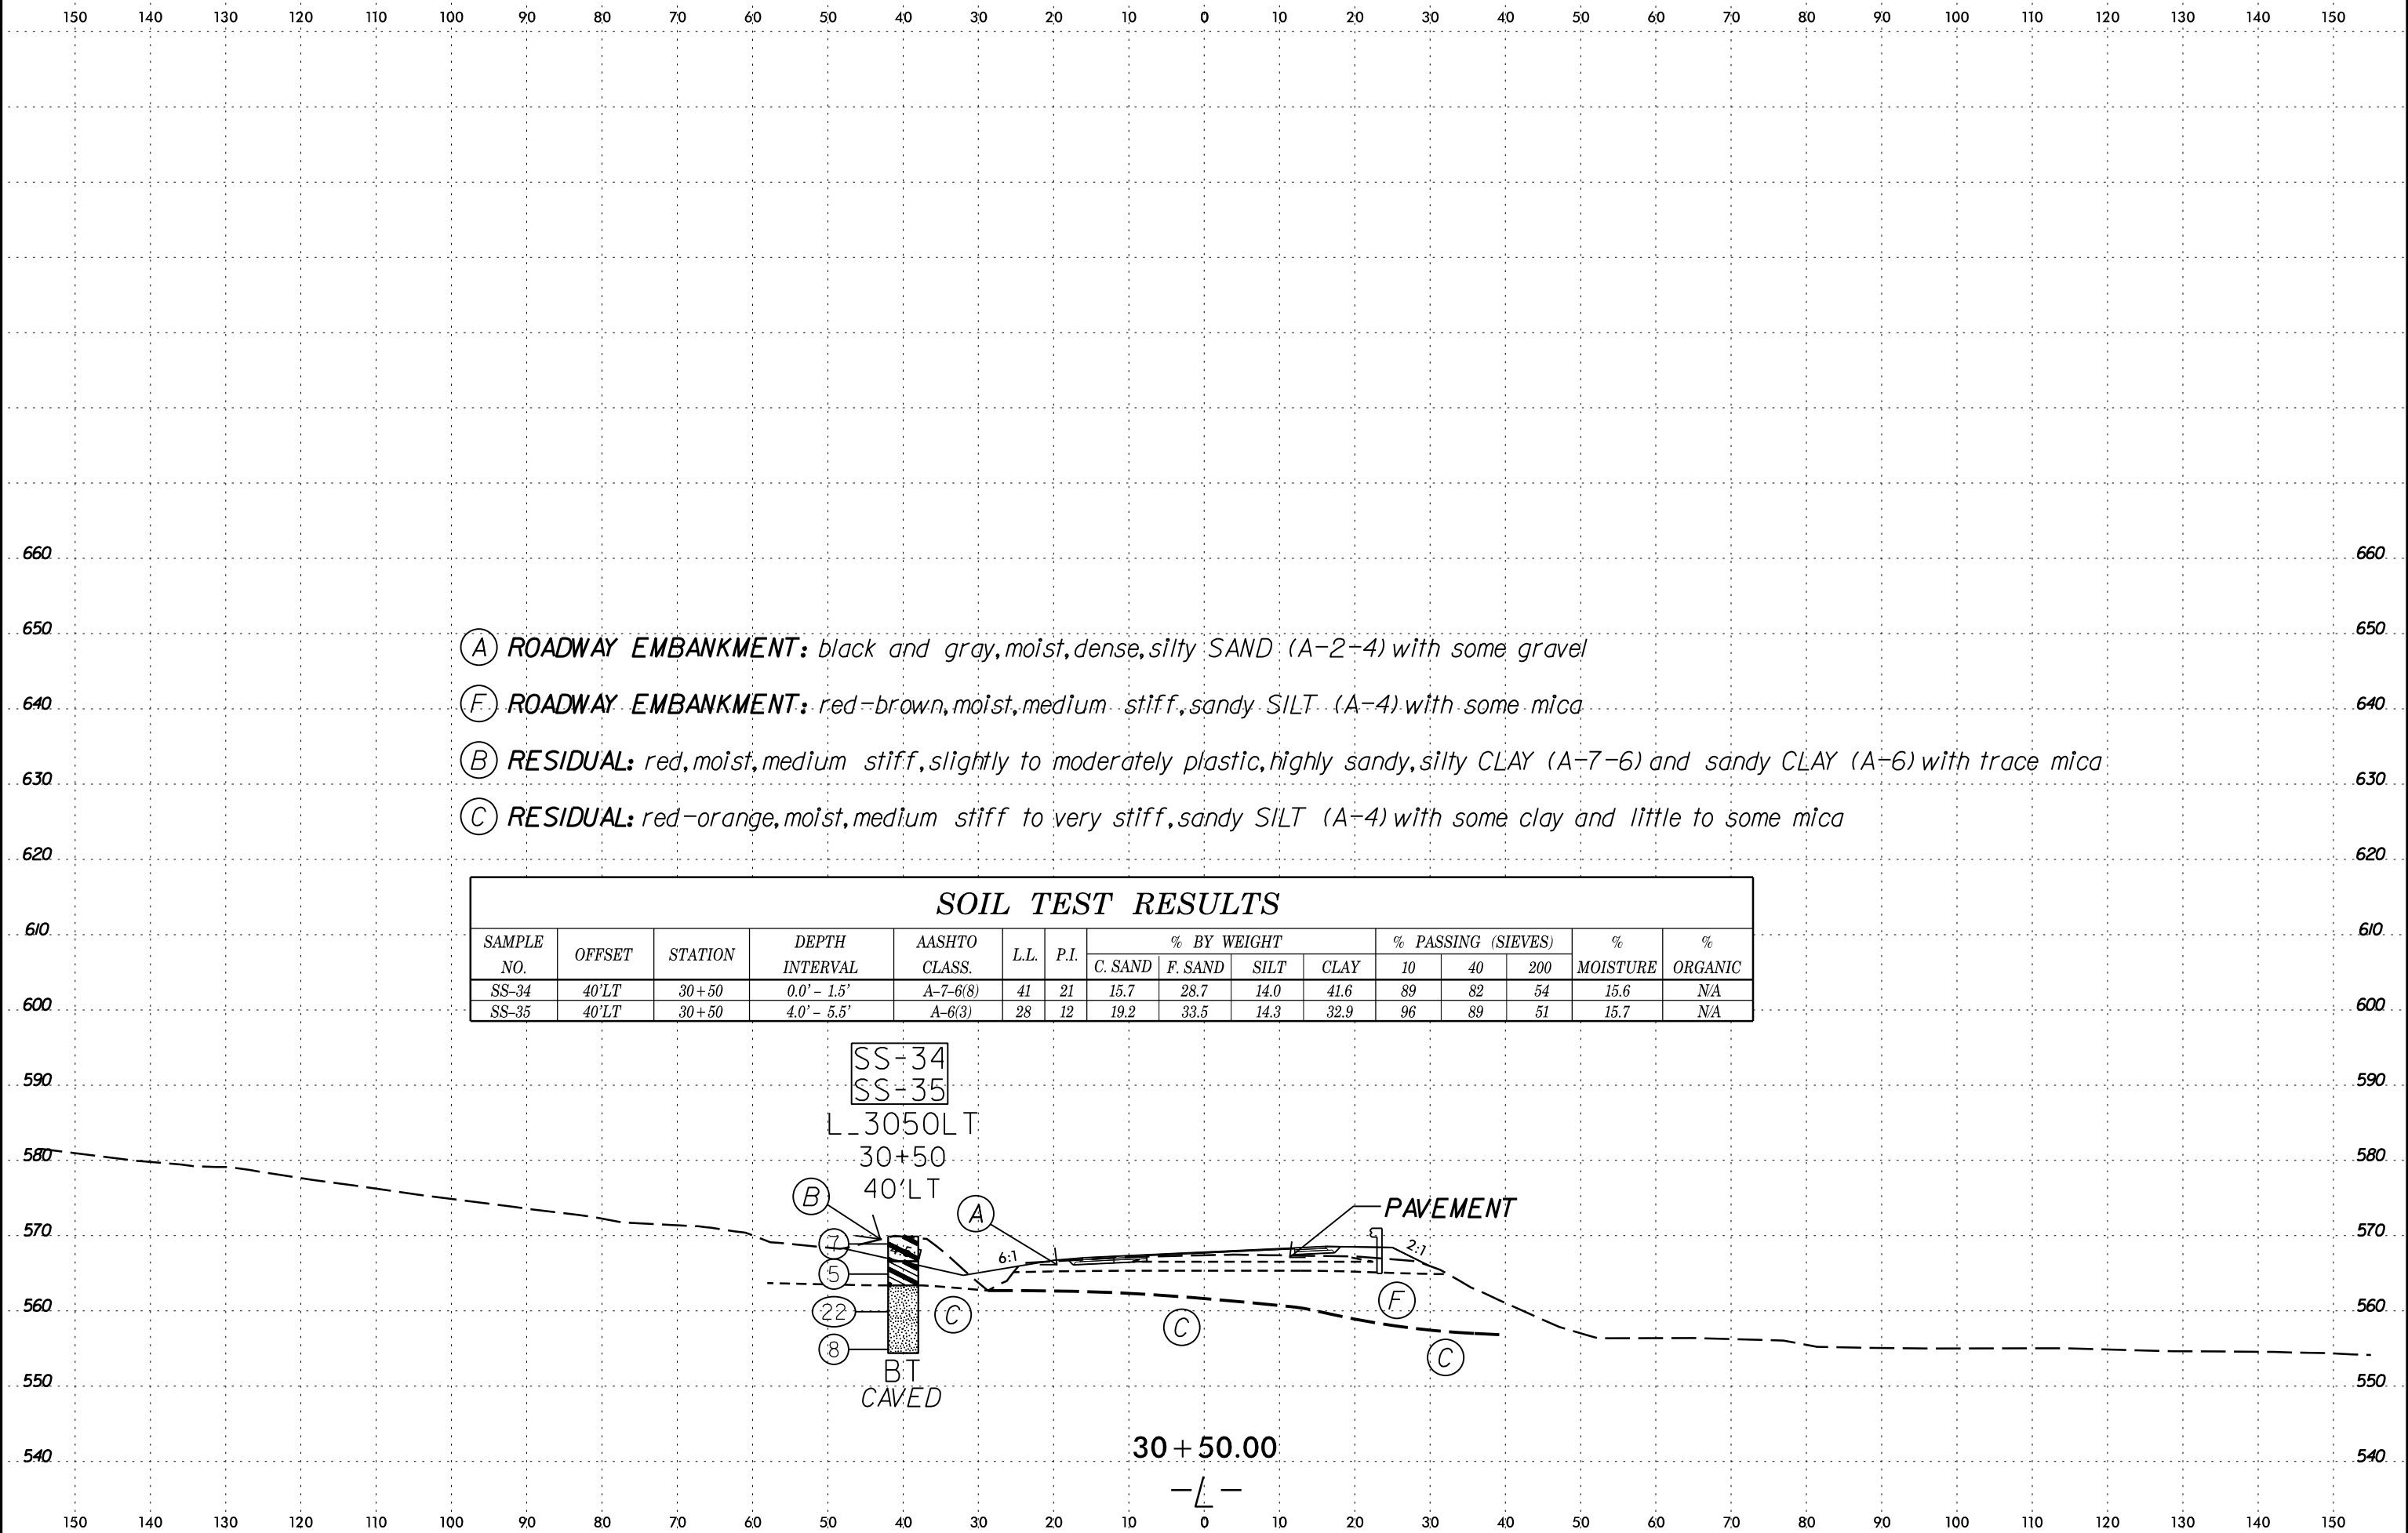 150 140 130 120 110 100 90 80 70 60 50 40 30 20 10 0 10 20 30 40 50 60 70 80 90 100 110 120 130 140 150
660 660
650 650
Ⓐ ROADWAY EMBANKMENT: black and gray, moist, dense, silty SAND (A-2-4) with some gravel
640 640
Ⓕ ROADWAY EMBANKMENT: red-brown, moist, medium stiff, sandy SILT (A-4) with some mica
630 630
Ⓑ RESIDUAL: red, moist, medium stiff, slightly to moderately plastic, highly sandy, silty CLAY (A-7-6) and sandy CLAY (A-6) with trace mica
Ⓒ RESIDUAL: red-orange, moist, medium stiff to very stiff, sandy SILT (A-4) with some clay and little to some mica
620 620
SOIL TEST RESULTS
610 610
SAMPLE NO. OFFSET STATION DEPTH INTERVAL AASHTO CLASS. L.L. P.I. % BY WEIGHT % PASSING (SIEVES) % MOISTURE % ORGANIC
C. SAND F. SAND SILT CLAY 10 40 200
SS-34 40'LT 30+50 0.0' - 1.5' A-7-6(8) 41 21 15.7 28.7 14.0 41.6 89 82 54 15.6 N/A
600 600
SS-35 40'LT 30+50 4.0' - 5.5' A-6(3) 28 12 19.2 33.5 14.3 32.9 96 89 51 15.7 N/A
SS-34
590 590
SS-35
L_3050LT
580 580
30+50
40'LT
B
A
PAVEMENT
570 570
7
6:1
2:1
5
560 560
22
C
C
F
8
C
BT
550 550
CAVED
540 540
30+50.00
-L-
150 140 130 120 110 100 90 80 70 60 50 40 30 20 10 0 10 20 30 40 50 60 70 80 90 100 110 120 130 140 150